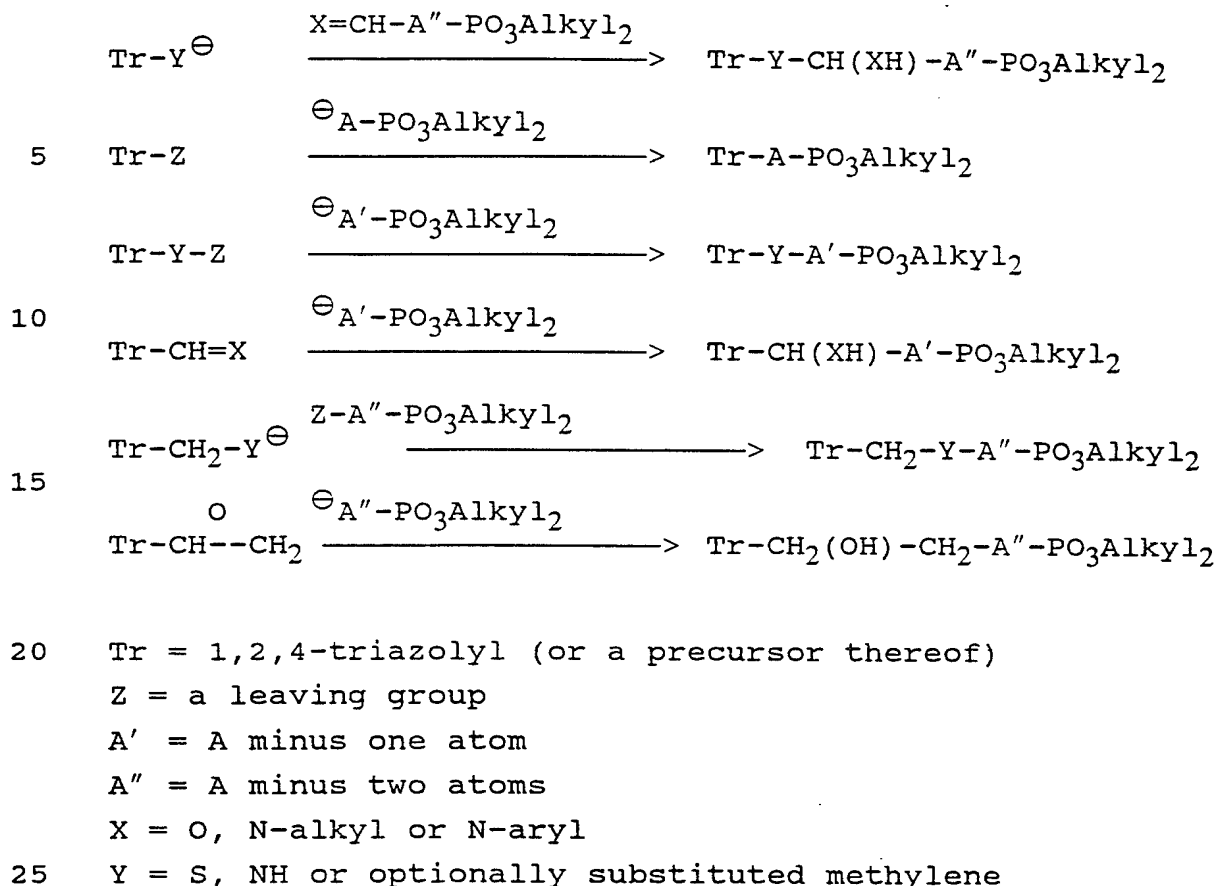 X=CH-A″-PO₃Alkyl₂
Tr-Y⊖ ————————> Tr-Y-CH(XH)-A″-PO₃Alkyl₂
⊖A-PO₃Alkyl₂
5 Tr-Z ————————> Tr-A-PO₃Alkyl₂
⊖A′-PO₃Alkyl₂
Tr-Y-Z ————————> Tr-Y-A′-PO₃Alkyl₂
10 ⊖A′-PO₃Alkyl₂
Tr-CH=X ————————> Tr-CH(XH)-A′-PO₃Alkyl₂
Z-A″-PO₃Alkyl₂
Tr-CH₂-Y⊖ ————————> Tr-CH₂-Y-A″-PO₃Alkyl₂
15
O ⊖A″-PO₃Alkyl₂
Tr-CH--CH₂ ————————> Tr-CH₂(OH)-CH₂-A″-PO₃Alkyl₂
20 Tr = 1,2,4-triazolyl (or a precursor thereof)
Z = a leaving group
A′ = A minus one atom
A″ = A minus two atoms
X = O, N-alkyl or N-aryl
25 Y = S, NH or optionally substituted methylene